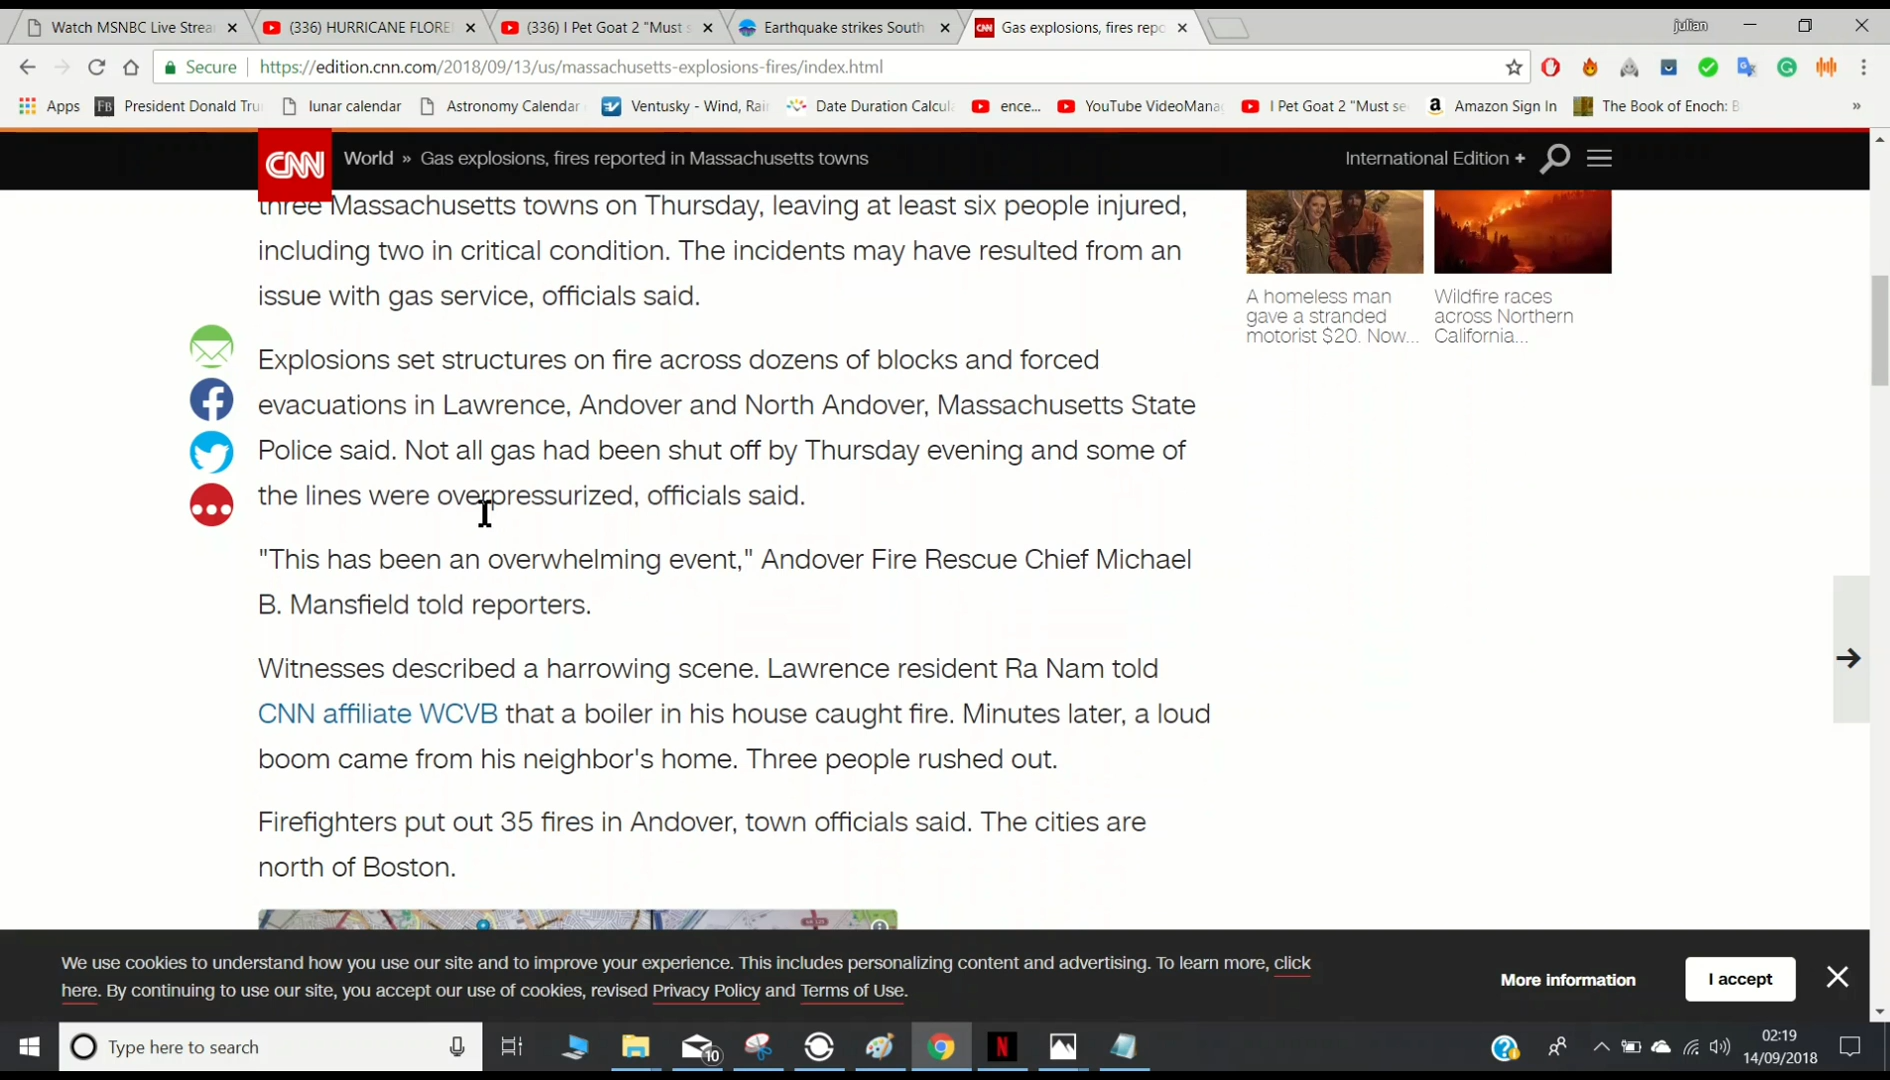 Watch MSNBC Live Strea
(336) HURRICANE FLORE
(336) I Pet Goat 2 "Must s
Earthquake strikes South
CNN
Gas explosions, fires repo
julian
Secure
https://edition.cnn.com/2018/09/13/us/massachusetts-explosions-fires/index.html
Apps
FB
President Donald Tru
lunar calendar
Astronomy Calendar
Ventusky - Wind, Rai
Date Duration Calcul
ence...
YouTube VideoManag
I Pet Goat 2 "Must se
Amazon Sign In
The Book of Enoch: B
CNN
World » Gas explosions, fires reported in Massachusetts towns
International Edition +
three Massachusetts towns on Thursday, leaving at least six people injured,
including two in critical condition. The incidents may have resulted from an
issue with gas service, officials said.
Explosions set structures on fire across dozens of blocks and forced
evacuations in Lawrence, Andover and North Andover, Massachusetts State
Police said. Not all gas had been shut off by Thursday evening and some of
the lines were overpressurized, officials said.
"This has been an overwhelming event," Andover Fire Rescue Chief Michael
B. Mansfield told reporters.
Witnesses described a harrowing scene. Lawrence resident Ra Nam told
CNN affiliate WCVB that a boiler in his house caught fire. Minutes later, a loud
boom came from his neighbor's home. Three people rushed out.
Firefighters put out 35 fires in Andover, town officials said. The cities are
north of Boston.
A homeless man
gave a stranded
motorist $20. Now...
Wildfire races
across Northern
California...
We use cookies to understand how you use our site and to improve your experience. This includes personalizing content and advertising. To learn more, click
here. By continuing to use our site, you accept our use of cookies, revised Privacy Policy and Terms of Use.
More information
I accept
Type here to search
10
N
02:19
14/09/2018